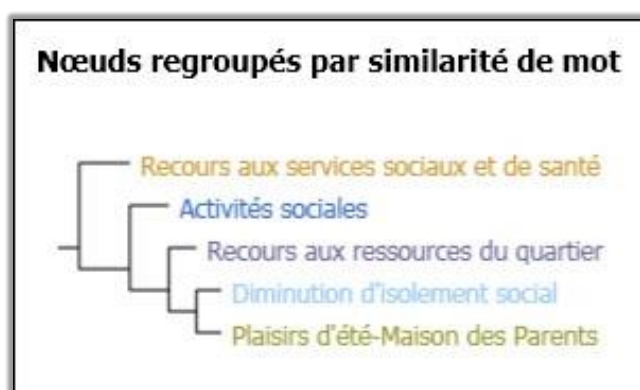 Nœuds regroupés par similarité de mot
Recours aux services sociaux et de santé
Activités sociales
Recours aux ressources du quartier
Diminution d'isolement social
Plaisirs d'été-Maison des Parents